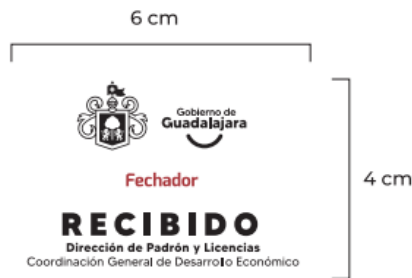 6 cm
Gobierno de
Guadalajara
4 cm
Fechador
RECIBIDO
Dirección de Padrón y Licencias
Coordinación General de Desarrollo Económico